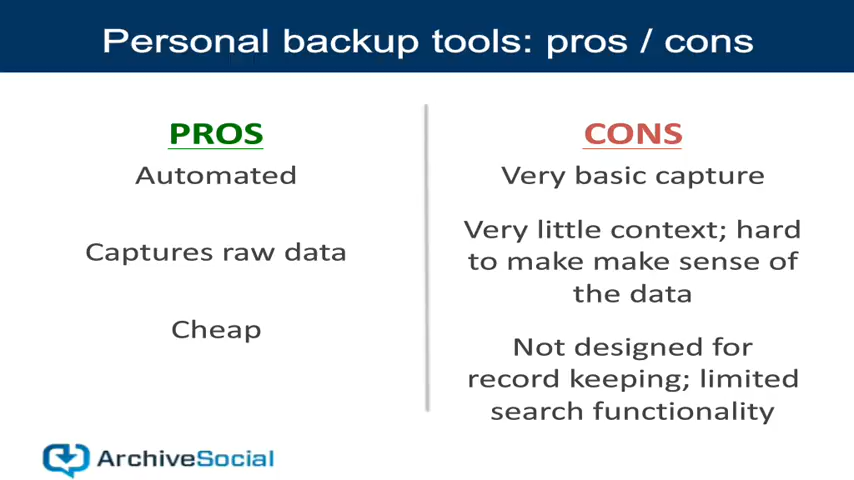 Personal backup tools: pros / cons
PROS
Automated
Captures raw data
Cheap
CONS
Very basic capture
Very little context; hard
to make make sense of
the data
Not designed for
record keeping; limited
search functionality
ArchiveSocial